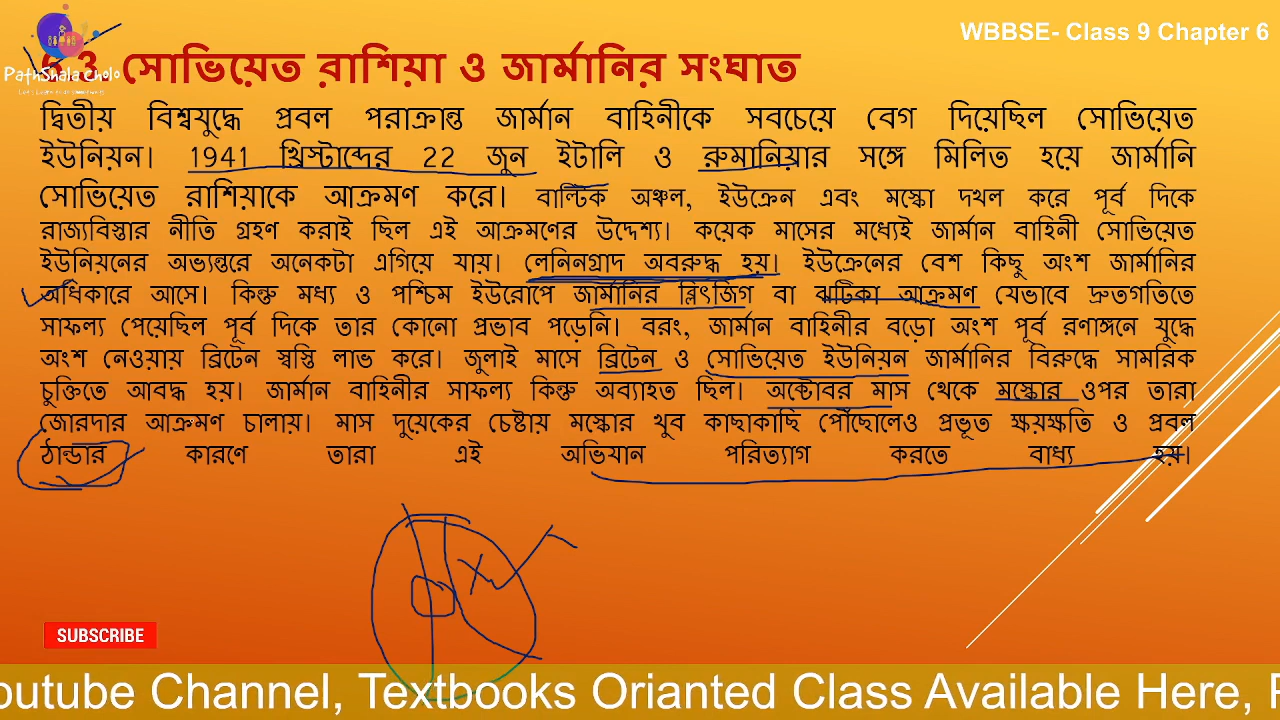 WBBSE- Class 9 Chapter 6
6.3. সোভিয়েত রাশিয়া ও জার্মানির সংঘাত
PathShala Cholo
দ্বিতীয় বিশ্বযুদ্ধে প্রবল পরাক্রান্ত জার্মান বাহিনীকে সবচেয়ে বেগ দিয়েছিল সোভিয়েত
ইউনিয়ন। 1941 খ্রিস্টাব্দের 22 জুন ইটালি ও রুমানিয়ার সঙ্গে মিলিত হয়ে জার্মানি
সোভিয়েত রাশিয়াকে আক্রমণ করে। বাল্টিক অঞ্চল, ইউক্রেন এবং মস্কো দখল করে পূর্ব দিকে
রাজ্যবিস্তার নীতি গ্রহণ করাই ছিল এই আক্রমণের উদ্দেশ্য। কয়েক মাসের মধ্যেই জার্মান বাহিনী সোভিয়েত
ইউনিয়নের অভ্যন্তরে অনেকটা এগিয়ে যায়। লেনিনগ্রাদ অবরুদ্ধ হয়। ইউক্রেনের বেশ কিছু অংশ জার্মানির
অধিকারে আসে। কিন্তু মধ্য ও পশ্চিম ইউরোপে জার্মানির ব্লিৎজিগ বা ঝটিকা আক্রমণ যেভাবে দ্রুতগতিতে
সাফল্য পেয়েছিল পূর্ব দিকে তার কোনো প্রভাব পড়েনি। বরং, জার্মান বাহিনীর বড়ো অংশ পূর্ব রণাঙ্গনে যুদ্ধে
অংশ নেওয়ায় ব্রিটেন স্বস্তি লাভ করে। জুলাই মাসে ব্রিটেন ও সোভিয়েত ইউনিয়ন জার্মানির বিরুদ্ধে সামরিক
চুক্তিতে আবদ্ধ হয়। জার্মান বাহিনীর সাফল্য কিন্তু অব্যাহত ছিল। অক্টোবর মাস থেকে মস্কোর ওপর তারা
জোরদার আক্রমণ চালায়। মাস দুয়েকের চেষ্টায় মস্কোর খুব কাছাকাছি পৌঁছোলেও প্রভূত ক্ষয়ক্ষতি ও প্রবল
ঠান্ডার কারণে তারা এই অভিযান পরিত্যাগ করতে বাধ্য হয়।
SUBSCRIBE
outube Channel, Textbooks Orianted Class Available Here,